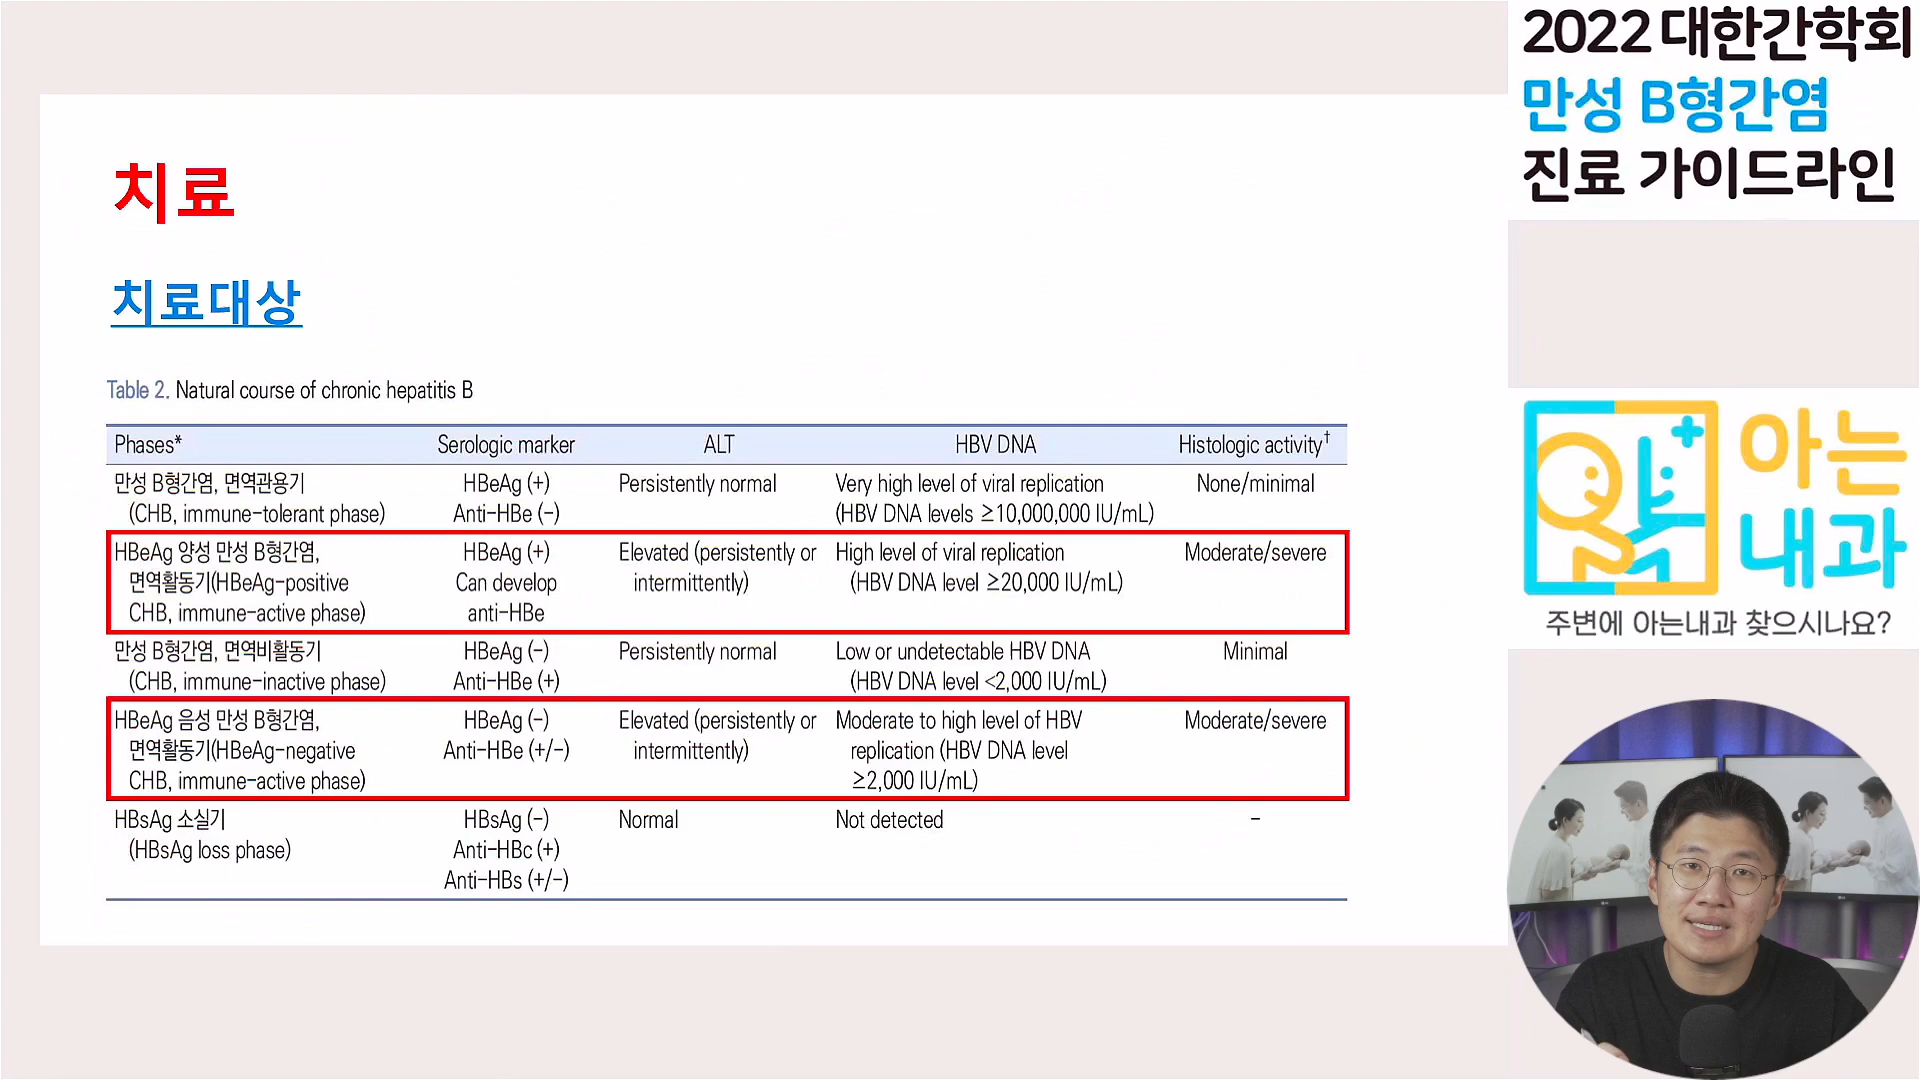 2022 대한간학회
만성 B형간염
진료 가이드라인
치료
치료대상
Table 2. Natural course of chronic hepatitis B
Phases* Serologic marker ALT HBV DNA Histologic activity†
만성 B형간염, 면역관용기 HBeAg (+) Persistently normal Very high level of viral replication None/minimal
(CHB, immune-tolerant phase) Anti-HBe (-) (HBV DNA levels ≥10,000,000 IU/mL)
HBeAg 양성 만성 B형간염, HBeAg (+) Elevated (persistently or High level of viral replication Moderate/severe
면역활동기(HBeAg-positive Can develop intermittently) (HBV DNA level ≥20,000 IU/mL)
CHB, immune-active phase) anti-HBe
만성 B형간염, 면역비활동기 HBeAg (-) Persistently normal Low or undetectable HBV DNA Minimal
(CHB, immune-inactive phase) Anti-HBe (+) (HBV DNA level <2,000 IU/mL)
HBeAg 음성 만성 B형간염, HBeAg (-) Elevated (persistently or Moderate to high level of HBV Moderate/severe
면역활동기(HBeAg-negative Anti-HBe (+/-) intermittently) replication (HBV DNA level
CHB, immune-active phase) ≥2,000 IU/mL)
HBsAg 소실기 HBsAg (-) Normal Not detected -
(HBsAg loss phase) Anti-HBc (+)
Anti-HBs (+/-)
아는
내과
주변에 아는내과 찾으시나요?